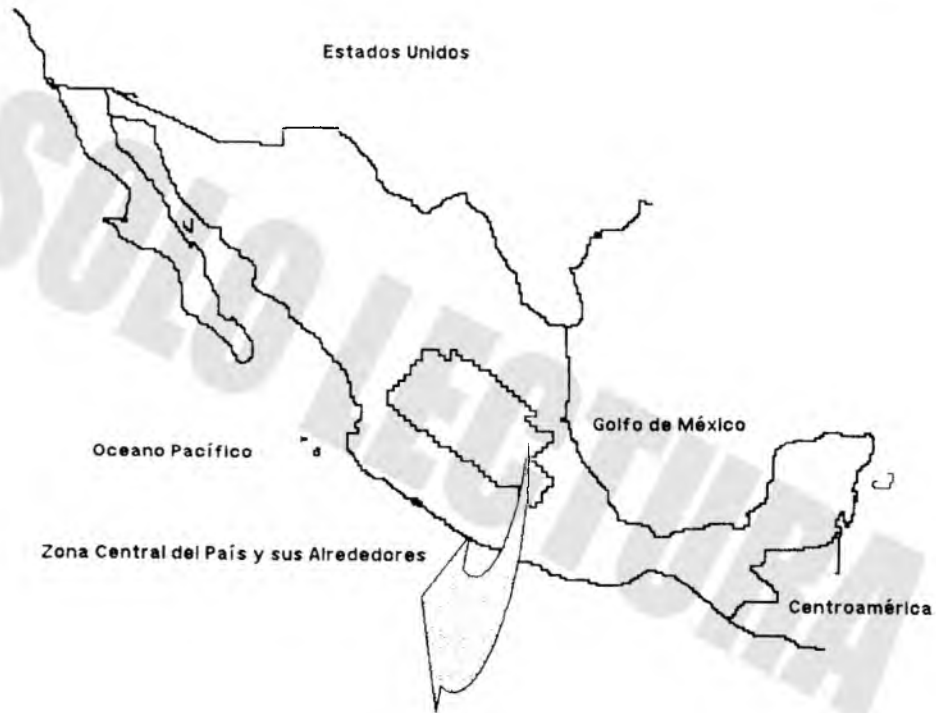 Estados Unidos
Golfo de México
Oceano Pacífico
Zona Central del País y sus Alrededores
Centroamérica
SOLO LECTURA